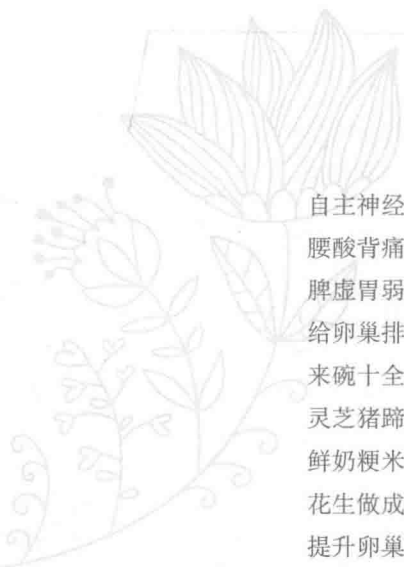 自主神经
腰酸背痛
脾虚胃弱
给卵巢排
来碗十全
灵芝猪蹄
鲜奶粳米
花生做成
提升卵巢